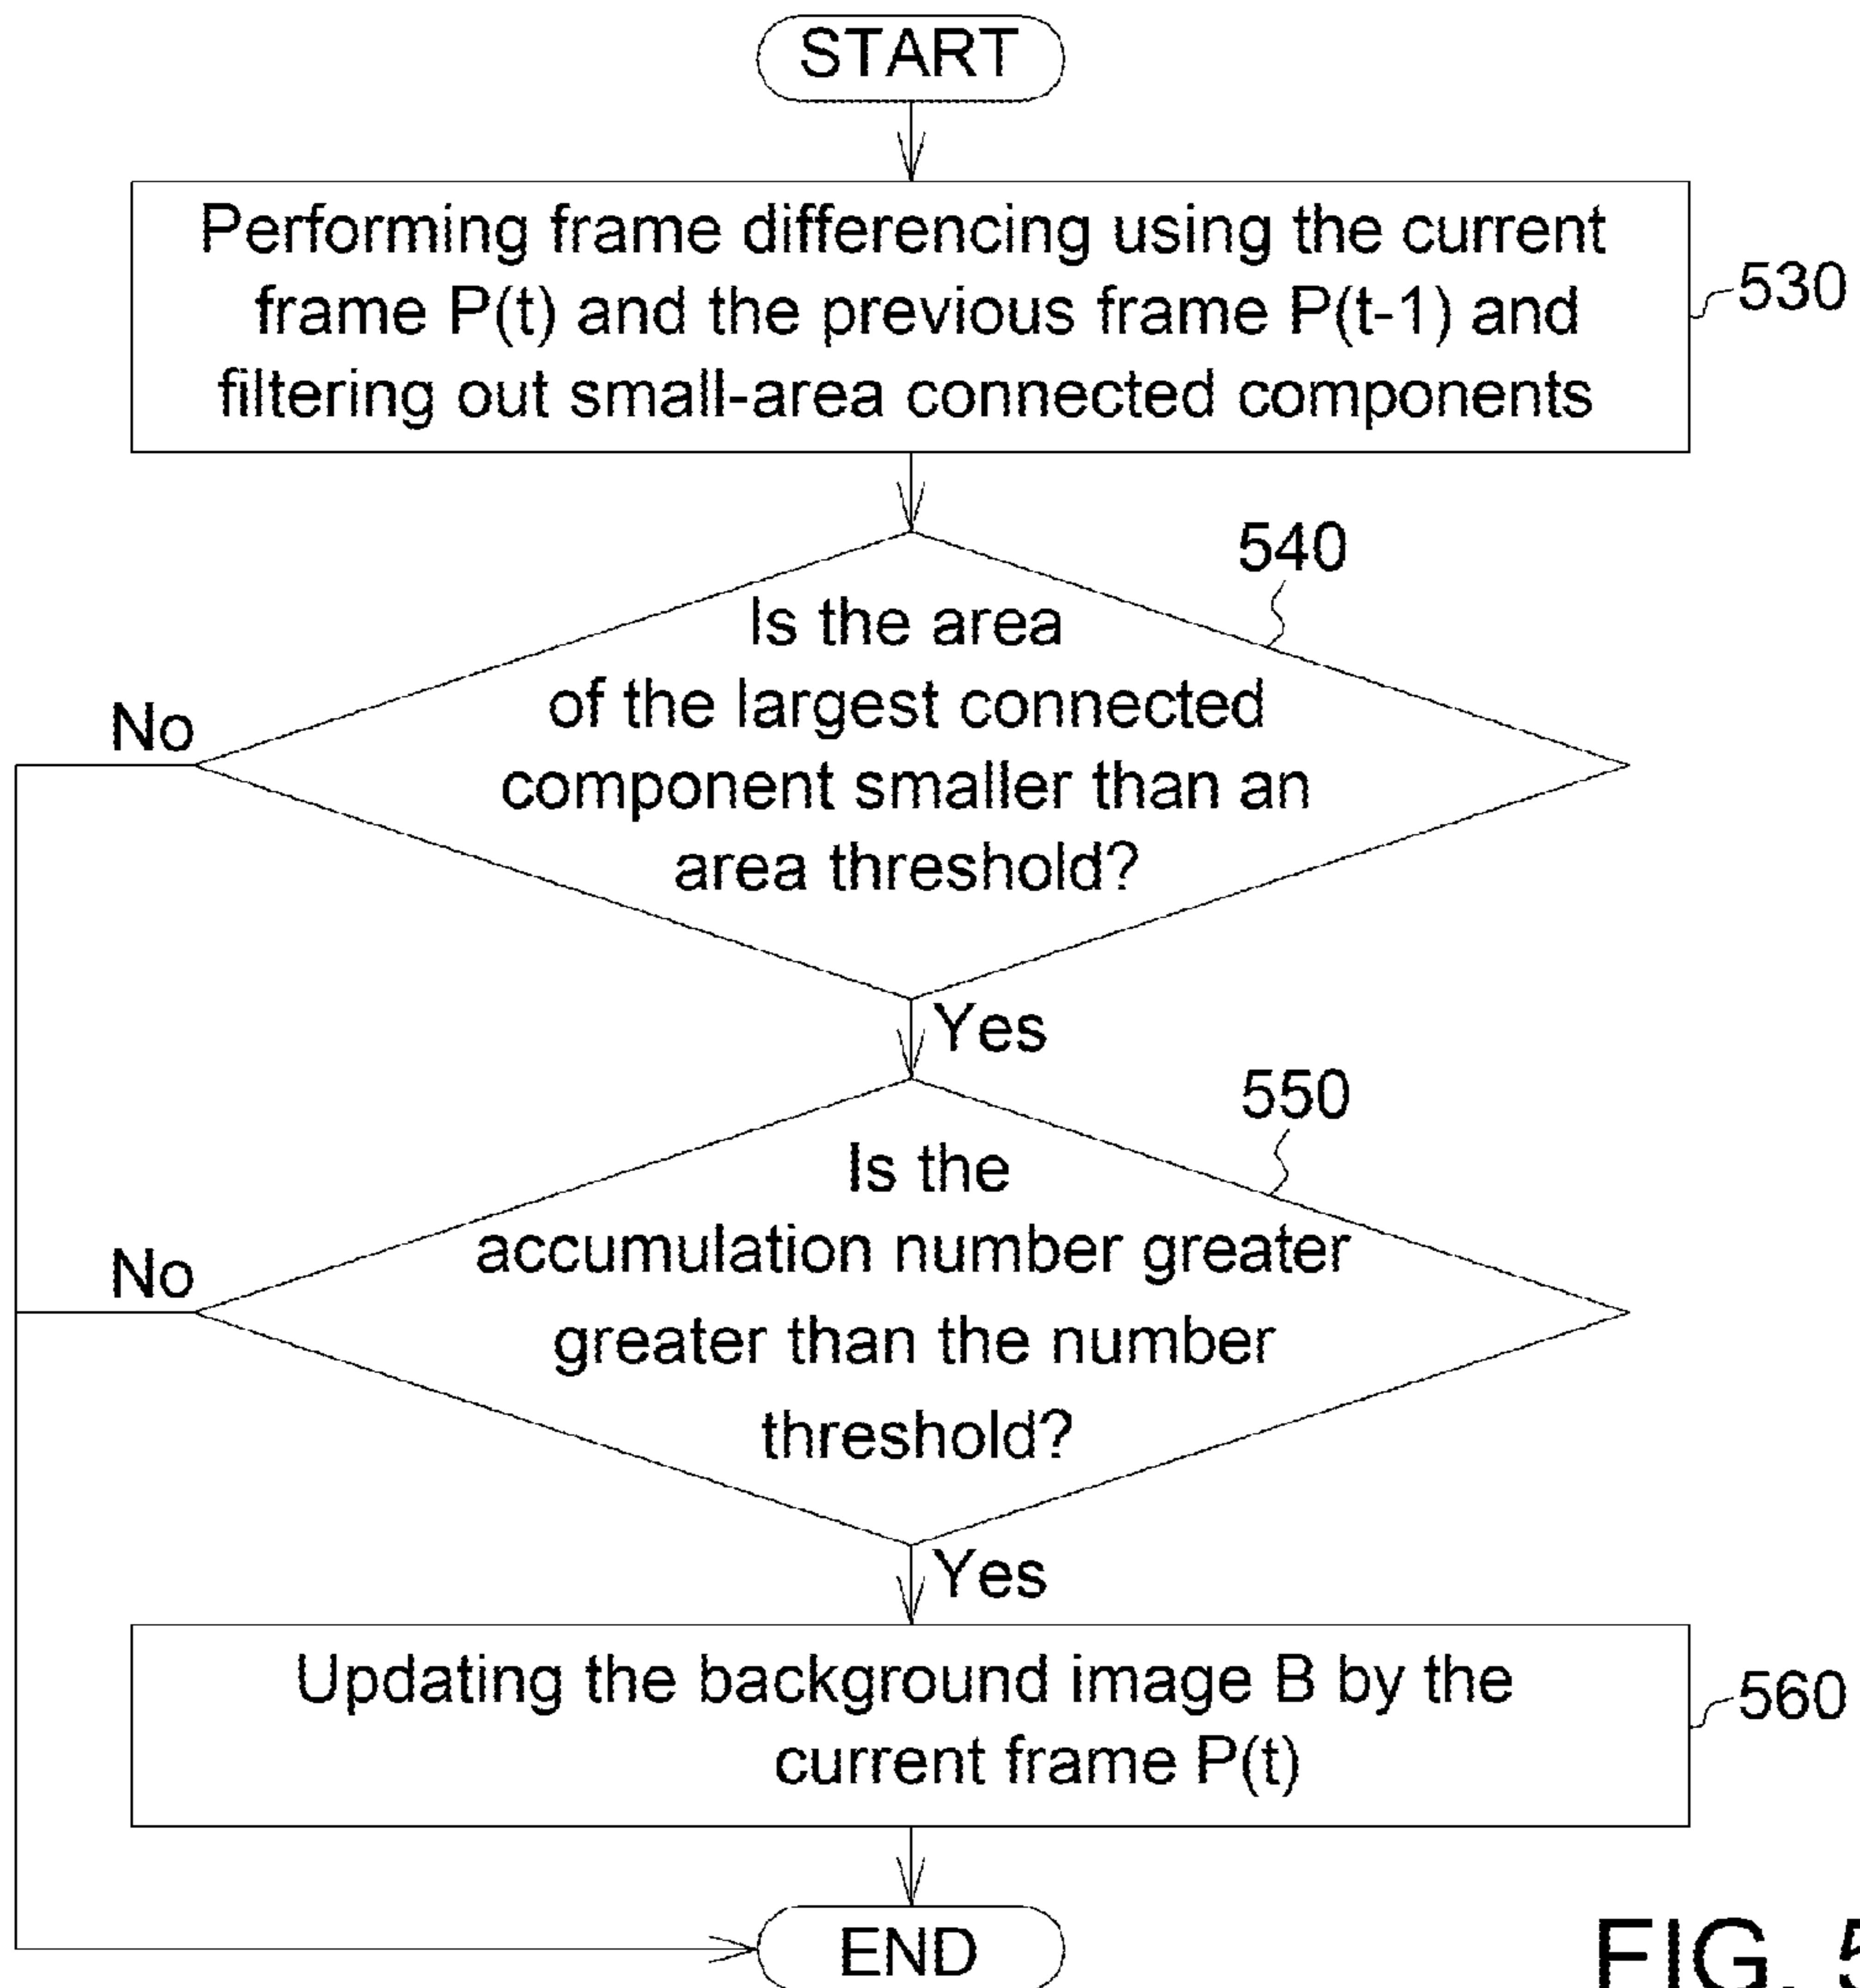 START
Performing frame differencing using the current
frame P(t) and the previous frame P(t-1) and
filtering out small-area connected components
530
540
Is the area
of the largest connected
component smaller than an
area threshold?
No
Yes
550
Is the
accumulation number greater
greater than the number
threshold?
No
Yes
Updating the background image B by the
current frame P(t)
560
END
FIG. 5